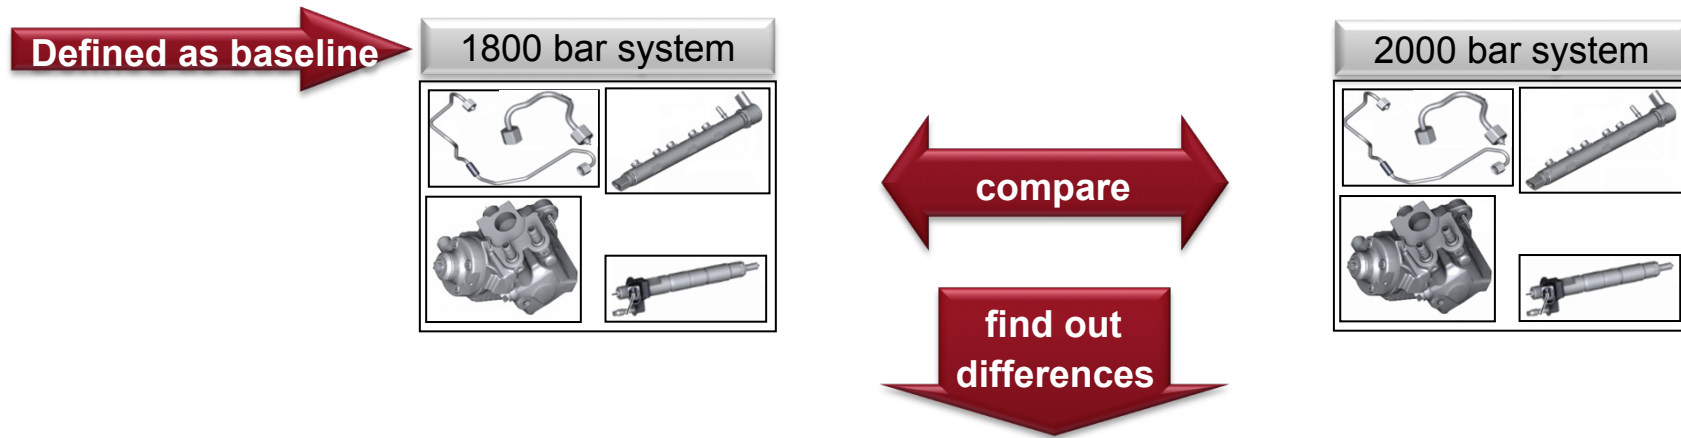 Defined as baseline
1800 bar system
2000 bar system
compare
find out
differences